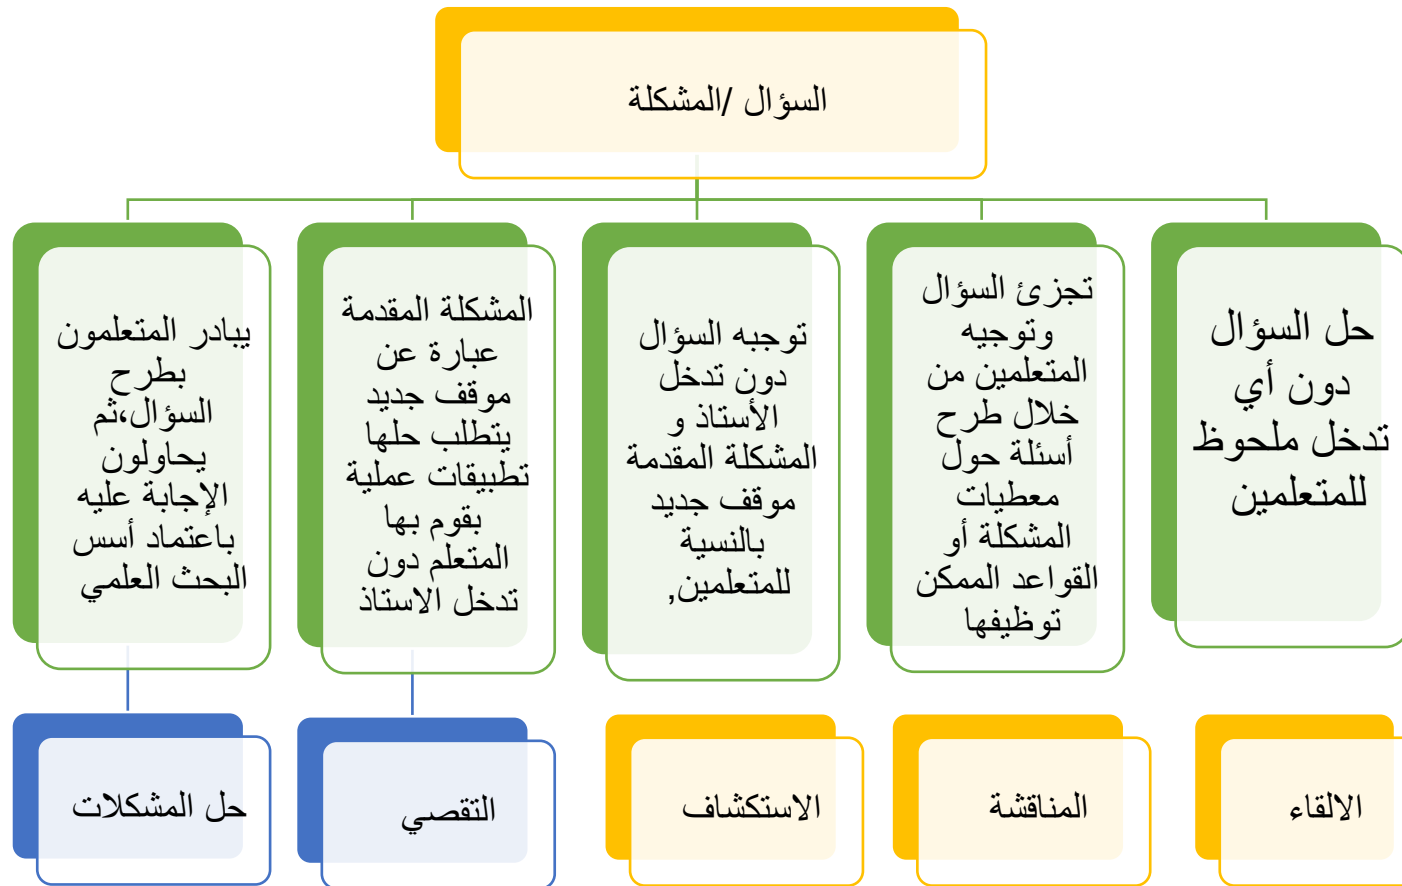 السؤال /المشكلة
حل السؤال
دون أي
تدخل ملحوظ
للمتعلمين
تجزئ السؤال
وتوجيه
المتعلمين من
خلال طرح
أسئلة حول
معطيات
المشكلة أو
القواعد الممكن
توظيفها
توجبه السؤال
دون تدخل
الأستاذ و
المشكلة المقدمة
موقف جديد
بالنسية
للمتعلمين,
المشكلة المقدمة
عبارة عن
موقف جديد
يتطلب حلها
تطبيقات عملية
بقوم بها
المتعلم دون
تدخل الاستاذ
يبادر المتعلمون
بطرح
السؤال،ثم
يحاولون
الإجابة عليه
باعتماد أسس
البحث العلمي
الالقاء
المناقشة
الاستكشاف
التقصي
حل المشكلات